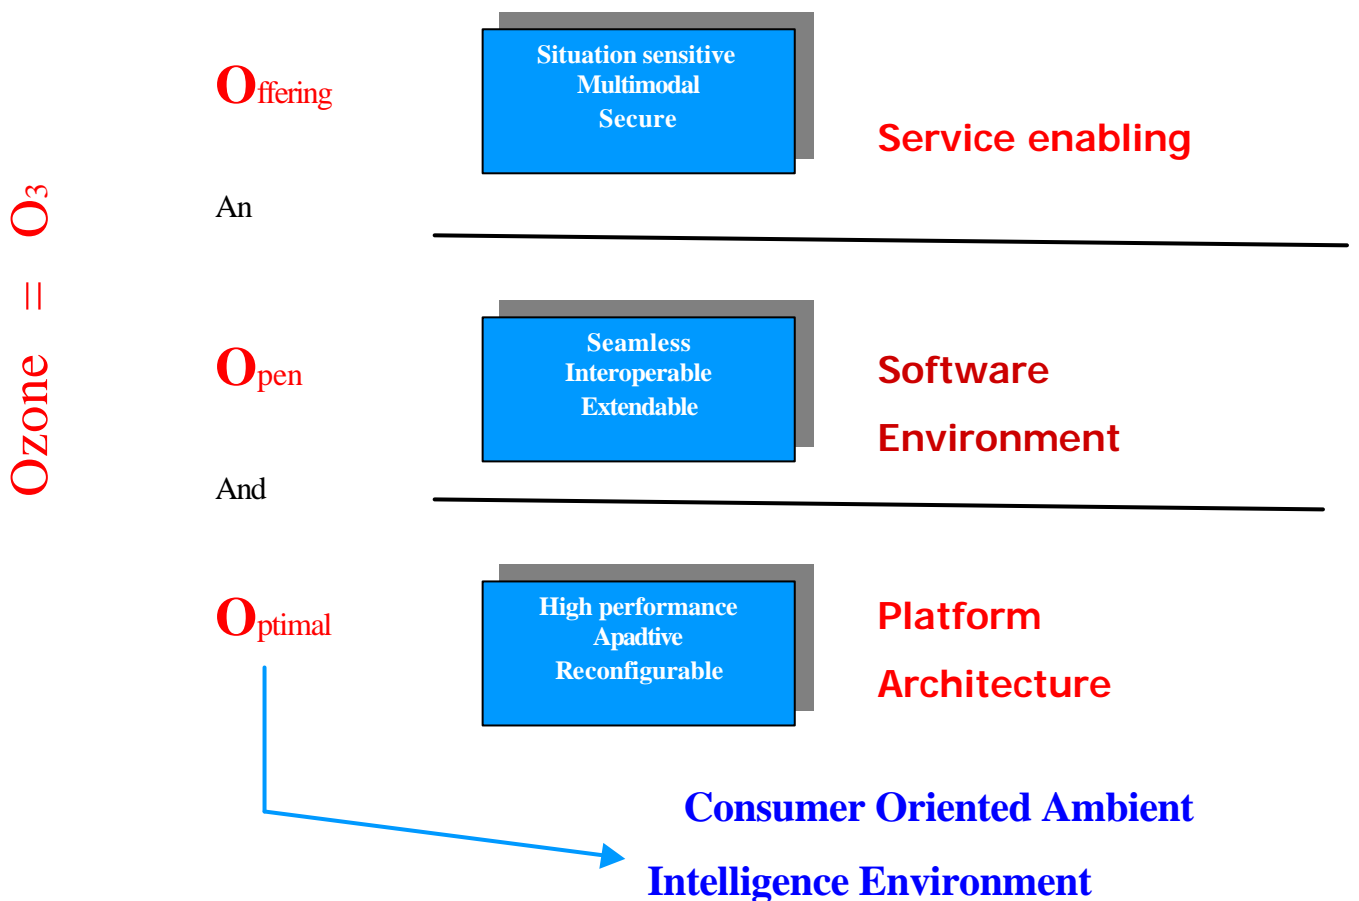 Ozone = O3
Offering
Situation sensitive
Multimodal
Secure
Service enabling
An
Open
Seamless
Interoperable
Extendable
Software
Environment
And
Optimal
High performance
Apadtive
Reconfigurable
Platform
Architecture
Consumer Oriented Ambient
Intelligence Environment